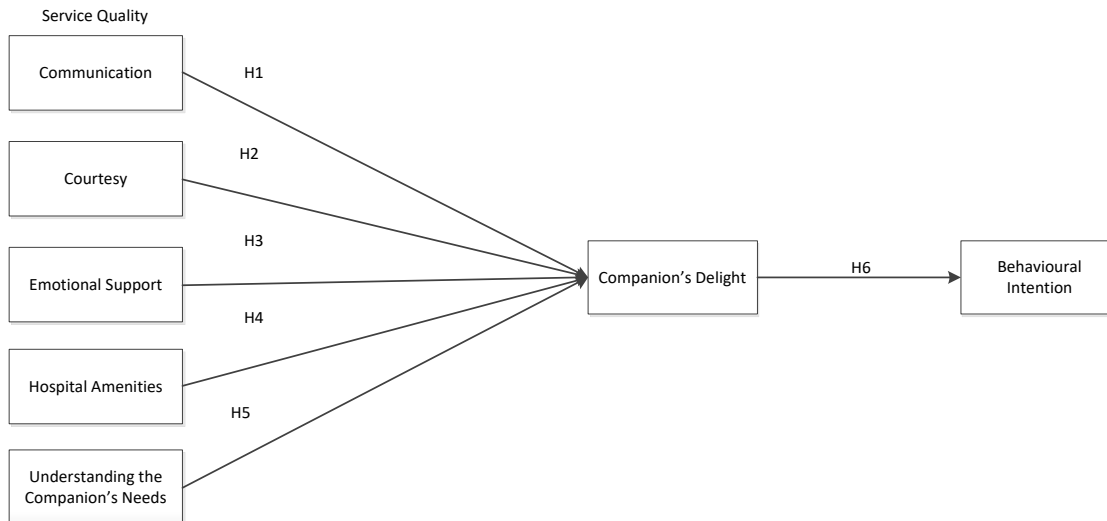 Service Quality
Communication
H1
Courtesy
H2
Emotional Support
H3
Hospital Amenities
H4
Understanding the
Companion's Needs
H5
Companion's Delight
H6
Behavioural
Intention